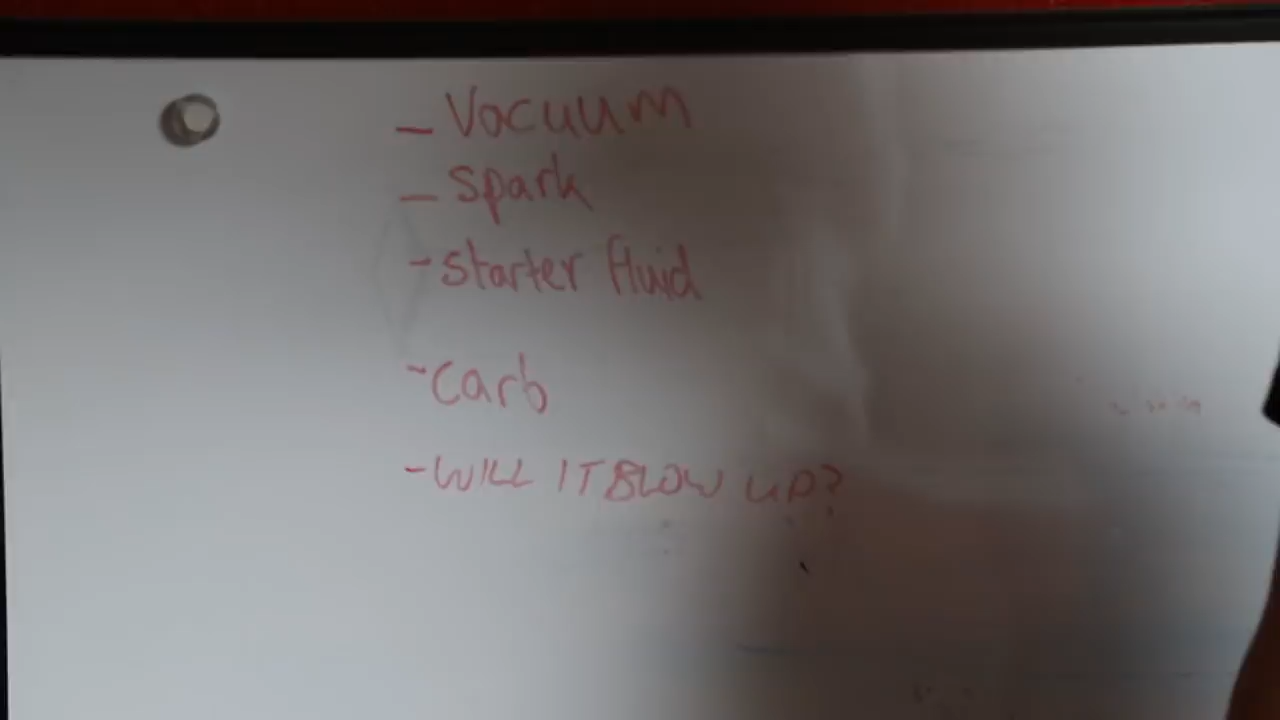 - Vacuum
- Spark
- Starter fluid
- Carb
- WILL IT BLOW UP?